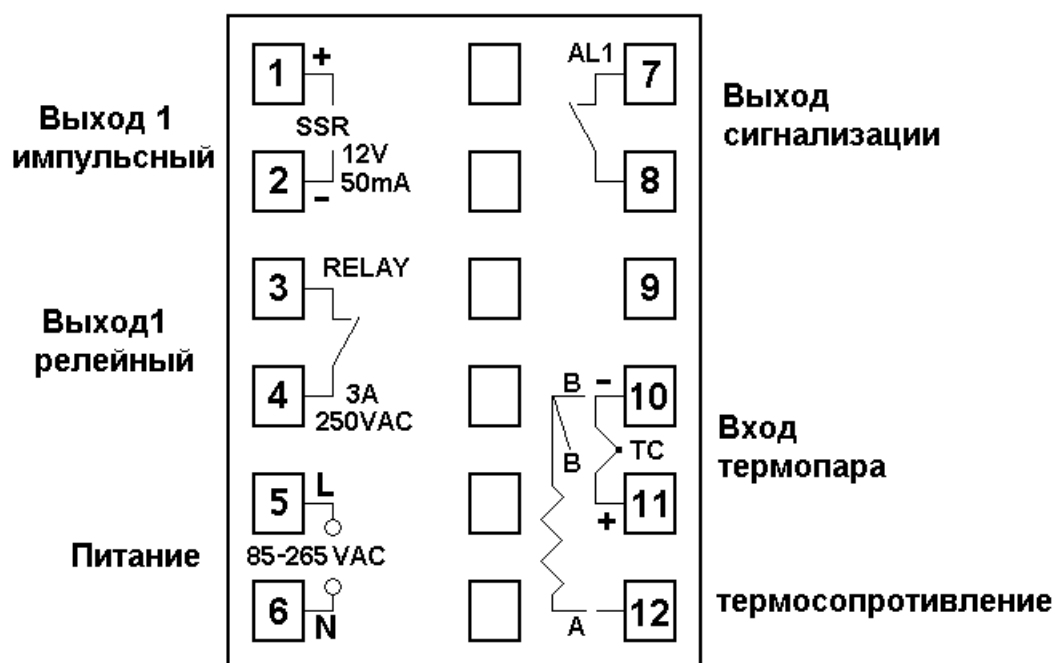 1
+
SSR
Выход 1
импульсный
12V
50mA
2
-
AL1
7
8
Выход
сигнализации
3
RELAY
Выход1
релейный
4
3A
250VAC
9
B
-
10
B
TC
11
+
Вход
термопара
5
L
Питание
85-265 VAC
6
N
A
12
термосопротивление